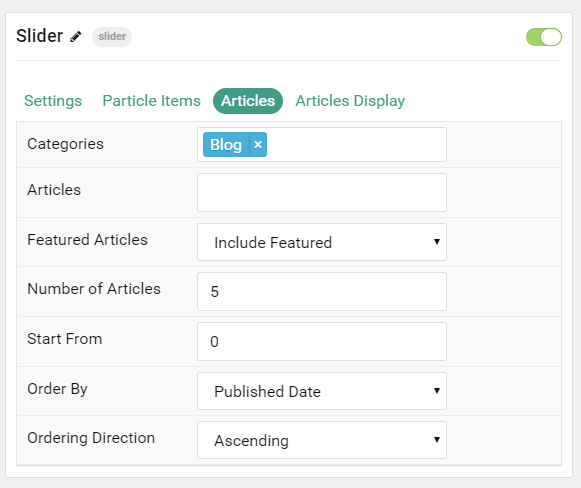 Slider slider
Settings Particle Items Articles Articles Display
Categories Blog ×
Articles
Featured Articles Include Featured
Number of Articles 5
Start From 0
Order By Published Date
Ordering Direction Ascending